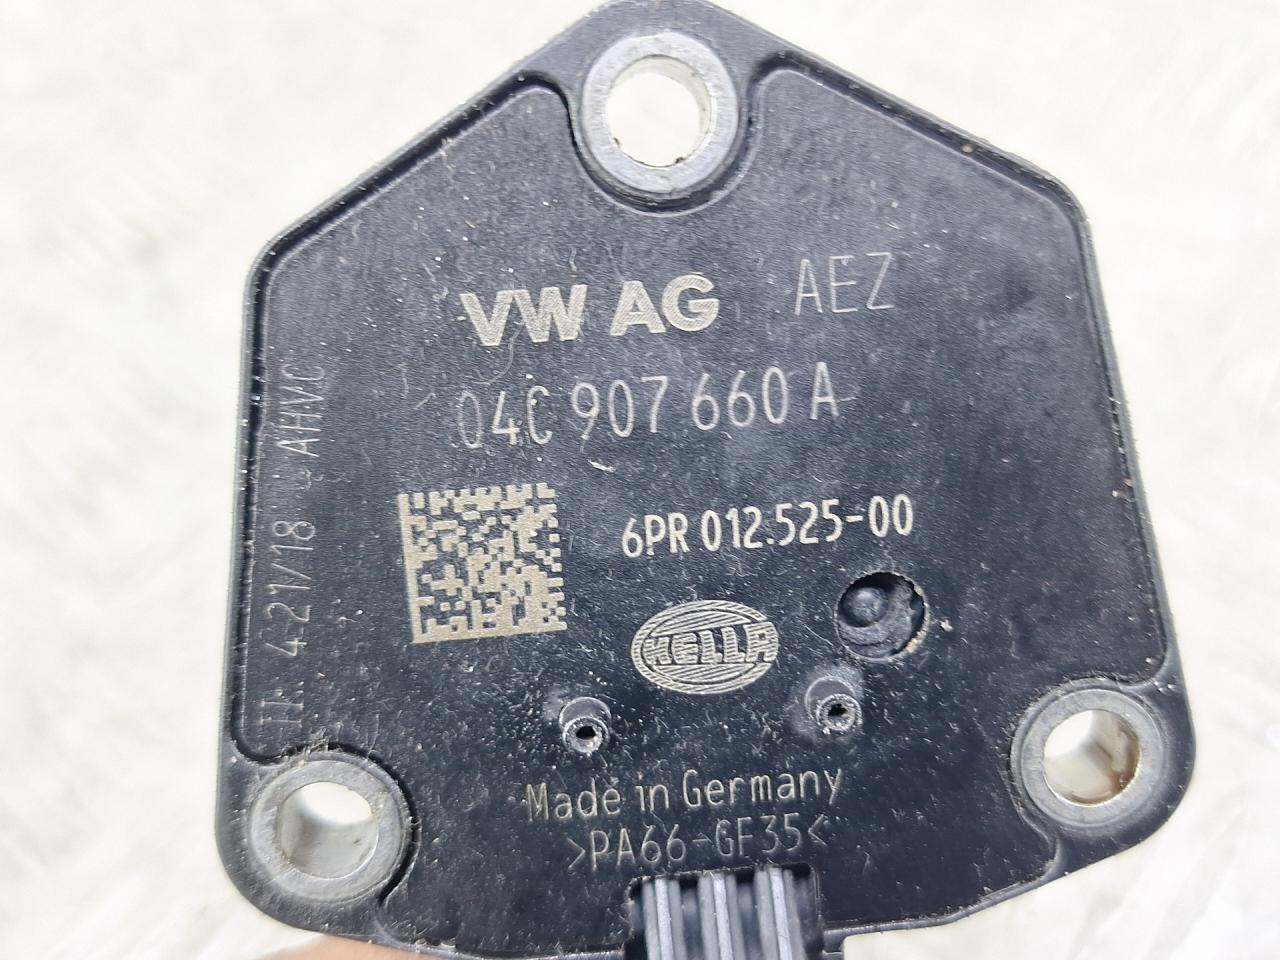 VW AG AEZ
04C 907 660 A
6PR 012.525-00
HELLA
Made in Germany
>PA66-GF35<
4 21/18 AHVC